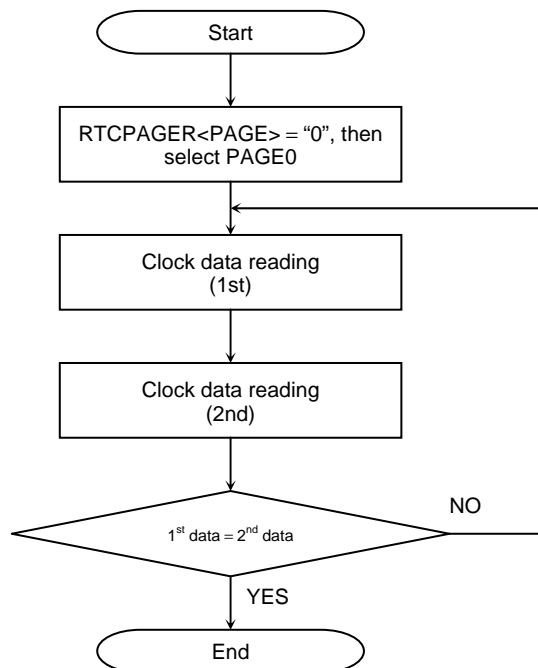 Start
RTCPAGER<PAGE> = “0”, then
select PAGE0
Clock data reading
(1st)
Clock data reading
(2nd)
1st data = 2nd data
NO
YES
End